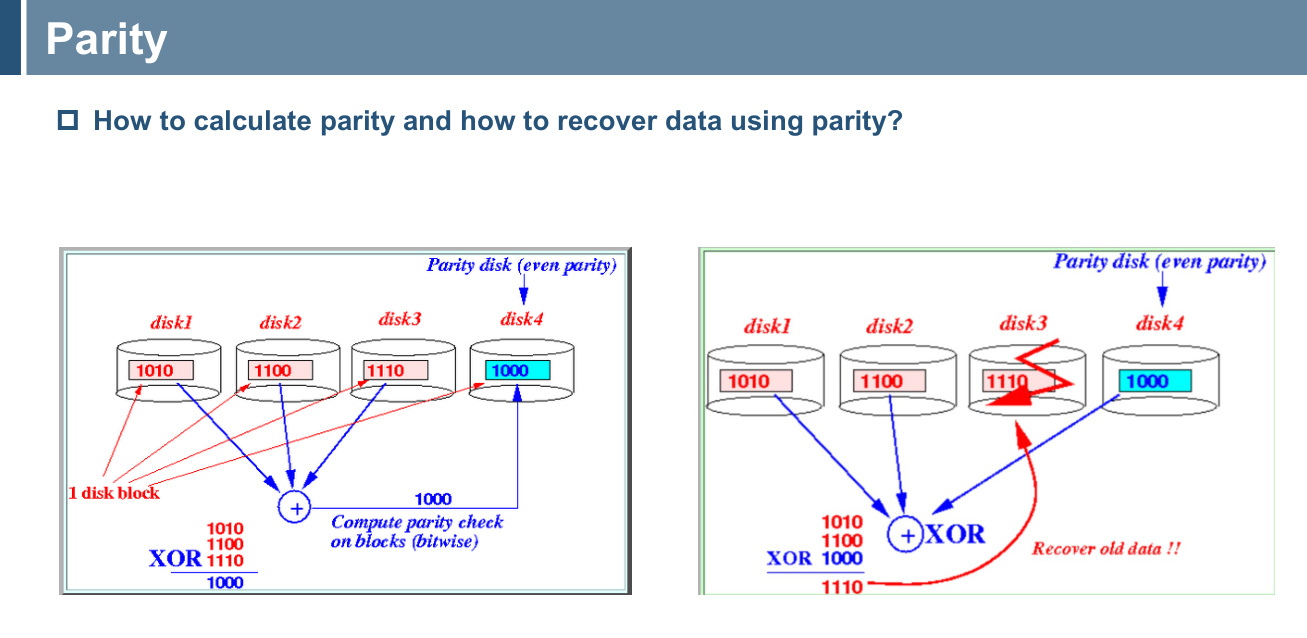 Parity
How to calculate parity and how to recover data using parity?
Parity disk (even parity)
disk1
disk2
disk3
disk4
1010
1100
1110
1000
1 disk block
1000
Compute parity check
on blocks (bitwise)
+
1010
1100
XOR 1110
1000
Parity disk (even parity)
disk1
disk2
disk3
disk4
1010
1100
1110
1000
+ XOR
1010
1100
XOR 1000
1110
Recover old data !!